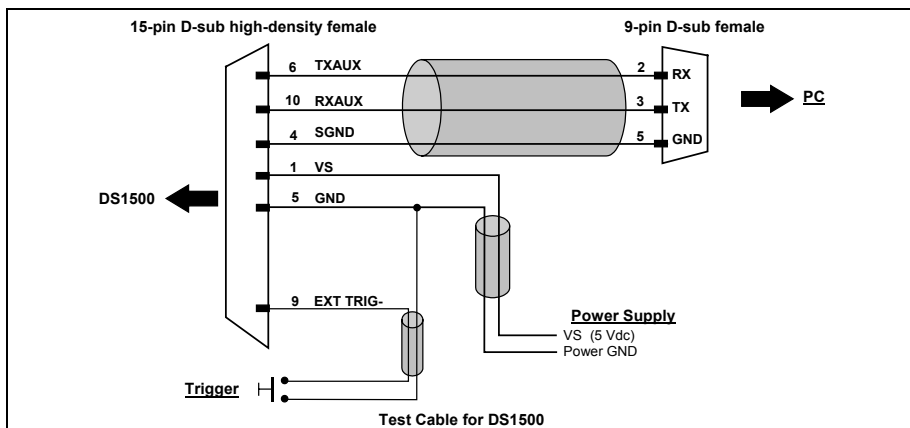 15-pin D-sub high-density female
9-pin D-sub female
6 TXAUX 2 RX
10 RXAUX 3 TX
PC
4 SGND 5 GND
1 VS
DS1500
5 GND
9 EXT TRIG-
Power Supply
VS (5 Vdc)
Power GND
Trigger
Test Cable for DS1500